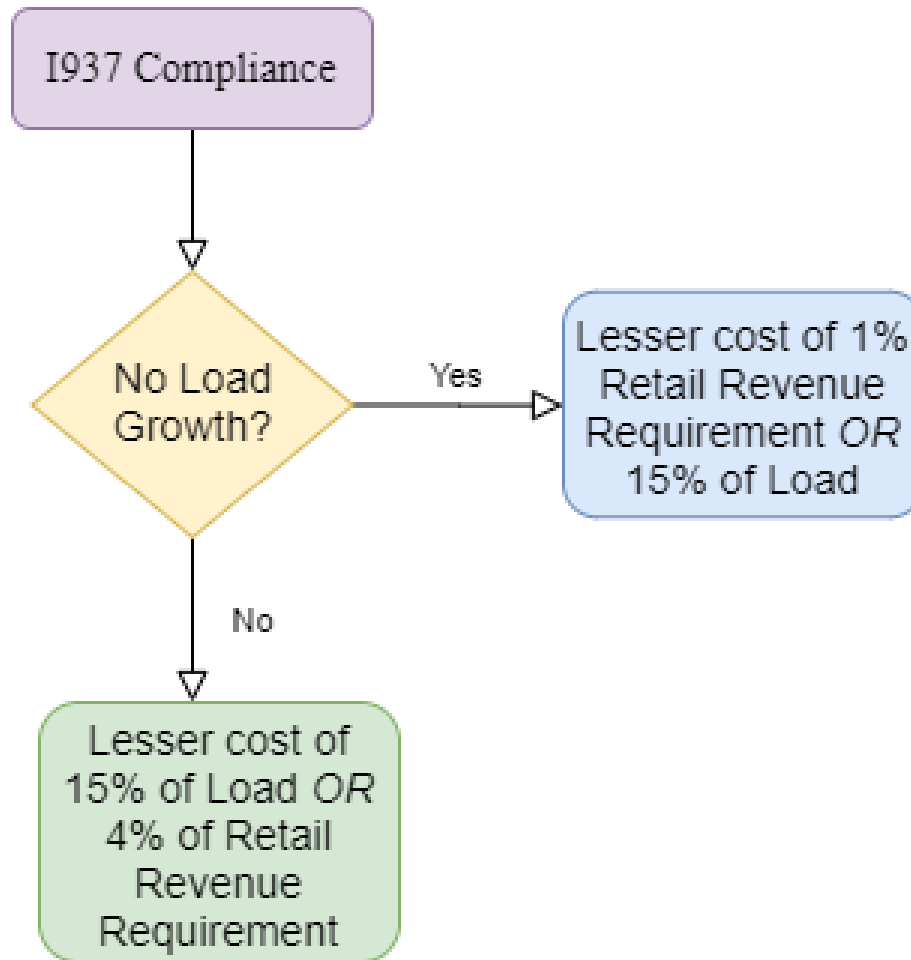 I937 Compliance
No Load
Growth?
Yes
Lesser cost of 1%
Retail Revenue
Requirement OR
15% of Load
No
Lesser cost of
15% of Load OR
4% of Retail
Revenue
Requirement